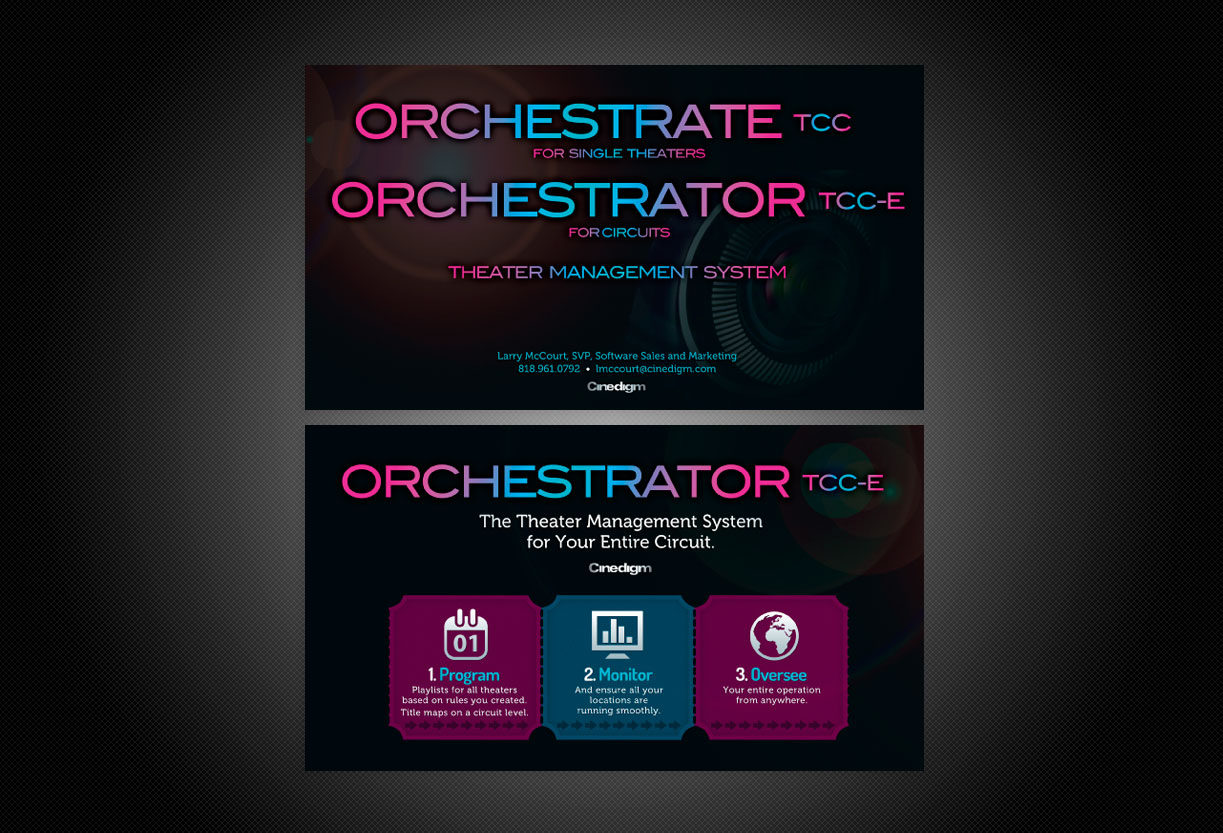 ORCHESTRATE TCC
FOR SINGLE THEATERS
ORCHESTRATOR TCC-E
FOR CIRCUITS
THEATER MANAGEMENT SYSTEM
Larry McCourt, SVP, Software Sales and Marketing
818.961.0792 • lmccourt@cinedigm.com
Cinedigm
ORCHESTRATOR TCC-E
The Theater Management System
for Your Entire Circuit.
Cinedigm
01
1. Program
Playlists for all theaters
based on rules you created.
Title maps on a circuit level.
2. Monitor
And ensure all your
locations are
running smoothly.
3. Oversee
Your entire operation
from anywhere.